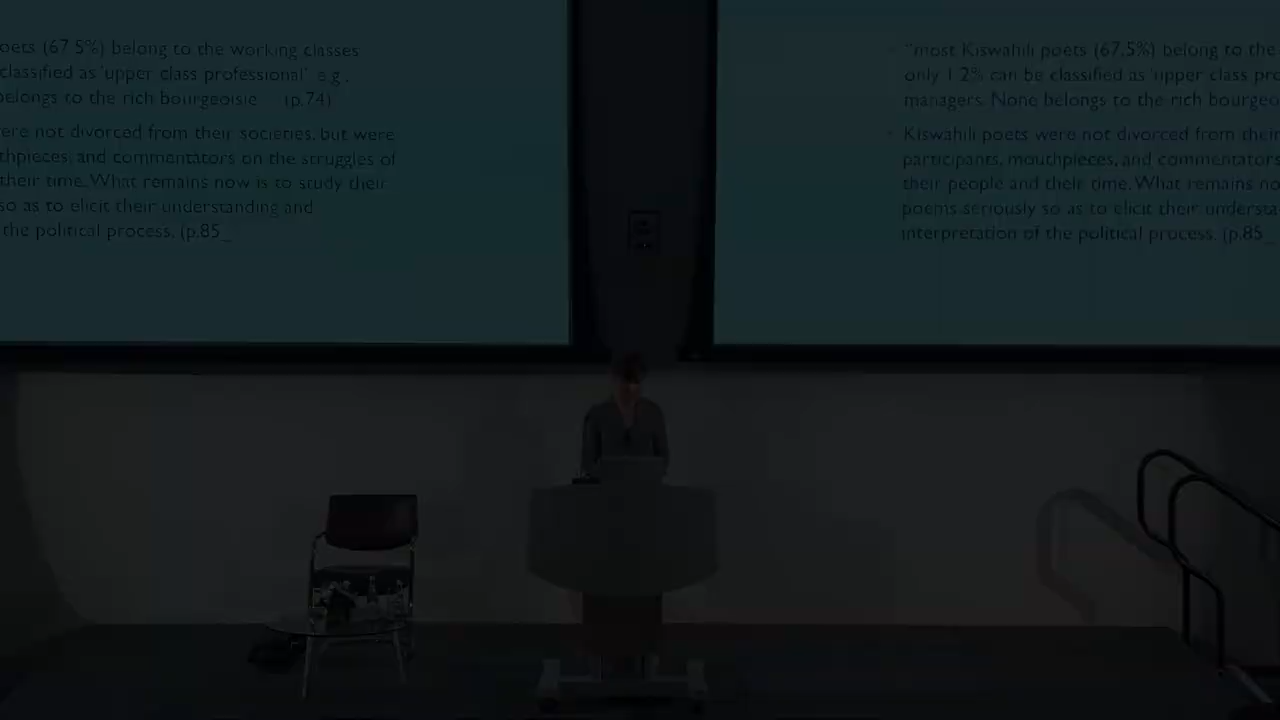 oets (67.5%) belong to the working classes
classified as 'upper class professional' e.g.,
belongs to the rich bourgeoisie ... (p.74)
ere not divorced from their societies, but were
thpieces, and commentators on the struggles of
their time. What remains now is to study their
so as to elicit their understanding and
the political process. (p.85_
"most Kiswahili poets (67.5%) belong to the
only 1.2% can be classified as 'upper class pro
managers. None belongs to the rich bourgeo
Kiswahili poets were not divorced from their
participants, mouthpieces, and commentators
their people and their time. What remains no
poems seriously so as to elicit their understa
interpretation of the political process. (p.85_